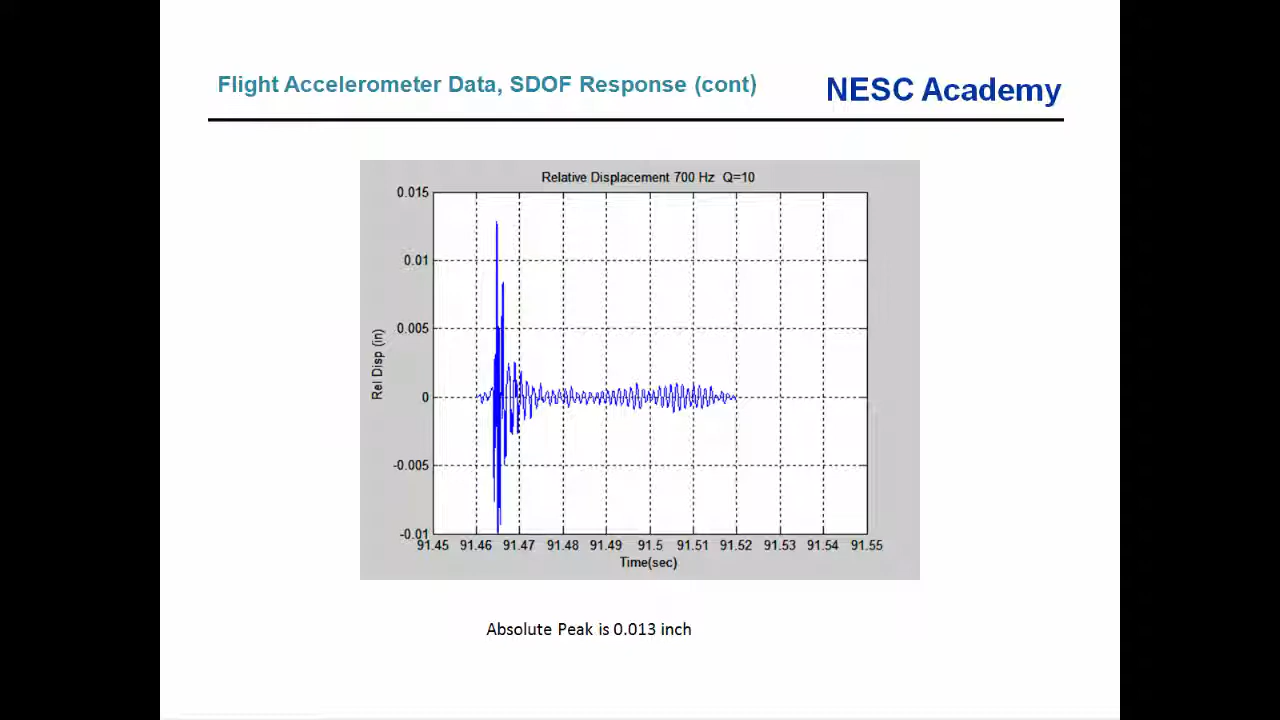 Flight Accelerometer Data, SDOF Response (cont)
NESC Academy
Relative Displacement 700 Hz Q=10
0.015
0.01
0.005
0
-0.005
-0.01
Rel Disp (in)
91.45 91.46 91.47 91.48 91.49 91.5 91.51 91.52 91.53 91.54 91.55
Time(sec)
Absolute Peak is 0.013 inch